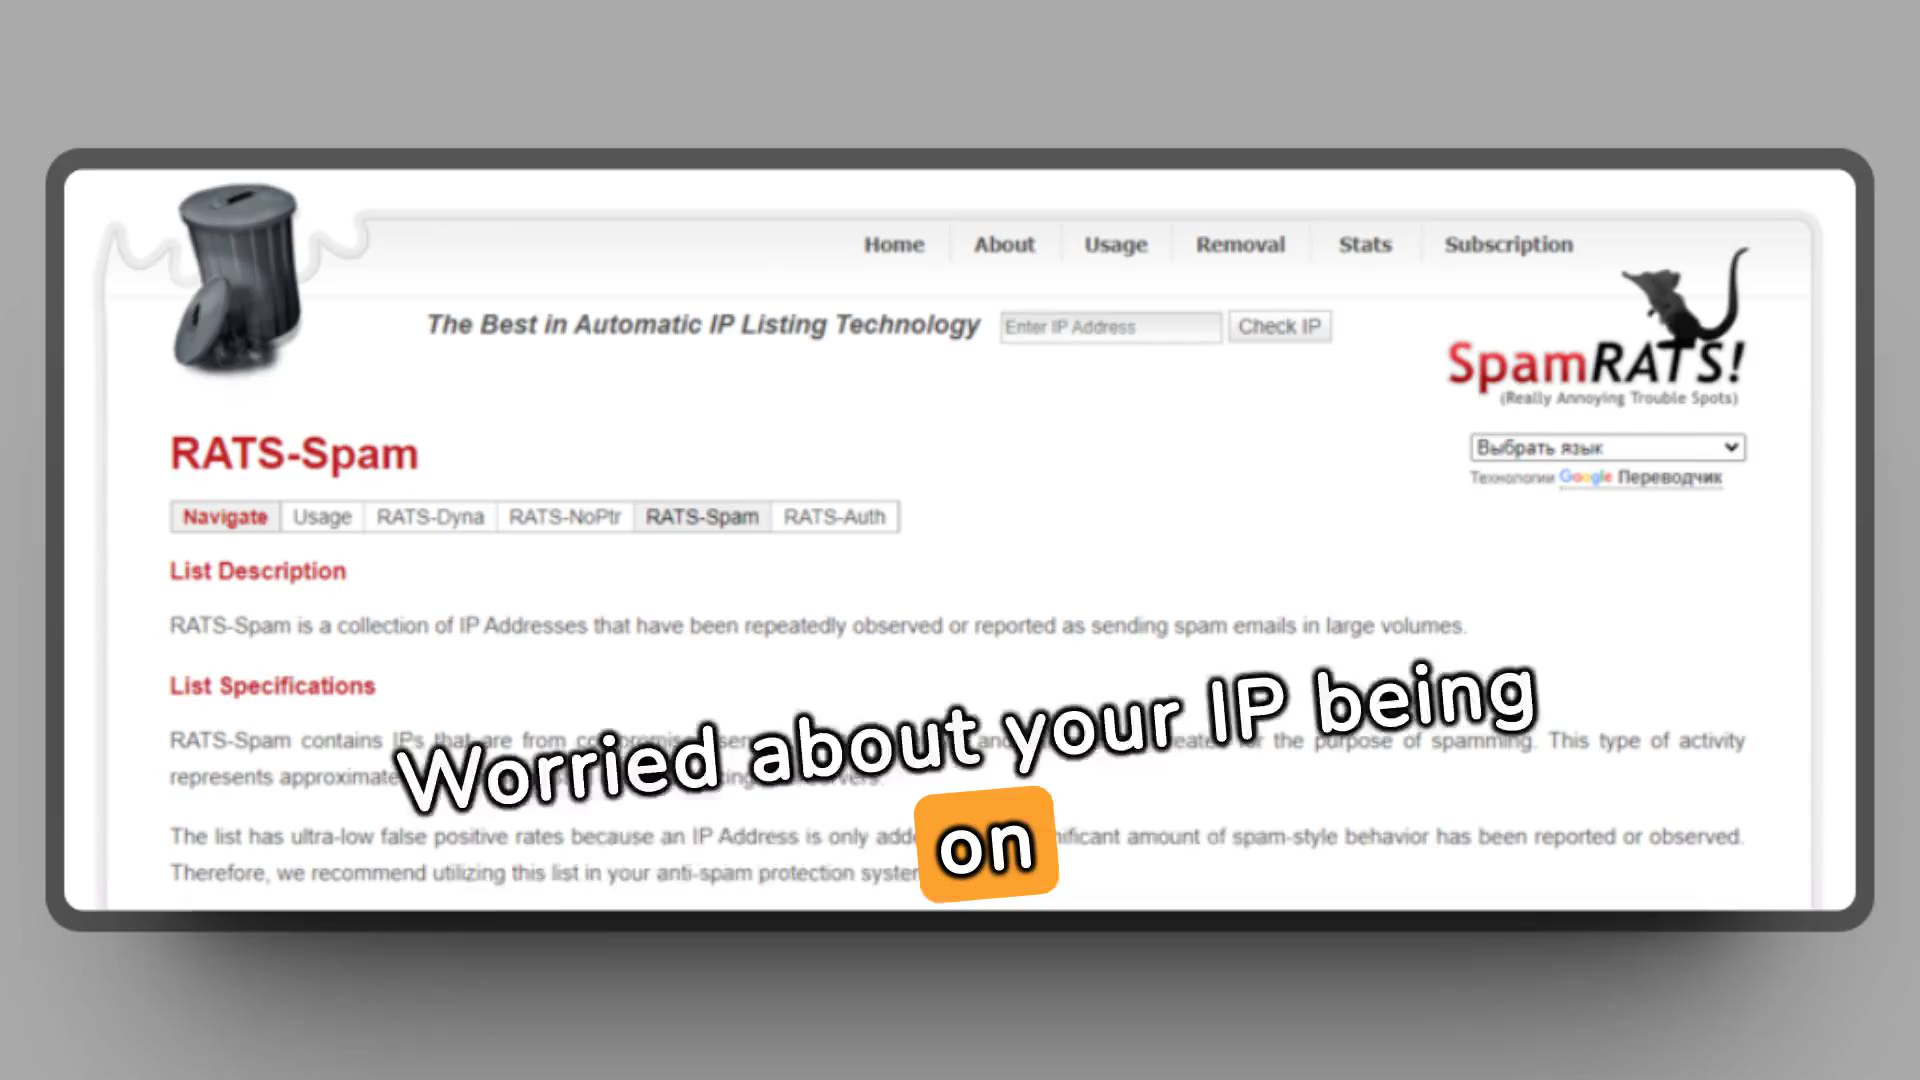 Home About Usage Removal Stats Subscription
The Best in Automatic IP Listing Technology Enter IP Address Check IP
SpamRATS!
(Really Annoying Trouble Spots)
RATS-Spam
Выбрать язык
Технологии Google Переводчик
Navigate Usage RATS-Dyna RATS-NoPtr RATS-Spam RATS-Auth
List Description
RATS-Spam is a collection of IP Addresses that have been repeatedly observed or reported as sending spam emails in large volumes.
List Specifications
RATS-Spam contains IPs that are from the purpose of spamming. This type of activity
represents
The list has ultra-low false positive rates because an IP Address is only amount of spam-style behavior has been reported or observed.
Therefore, we recommend utilizing this list in your anti-spam protection
Worried about your IP being
on